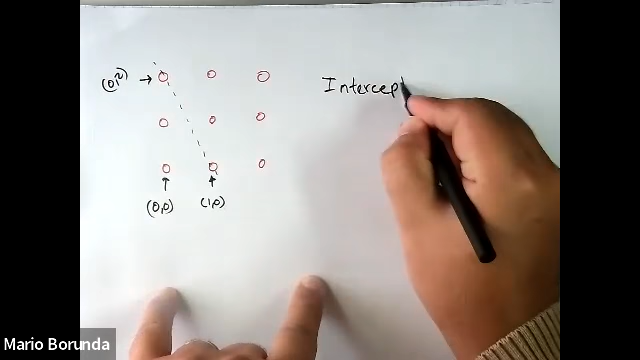 (0,2) → Intercep
(0,0) (1,0)
Mario Borunda